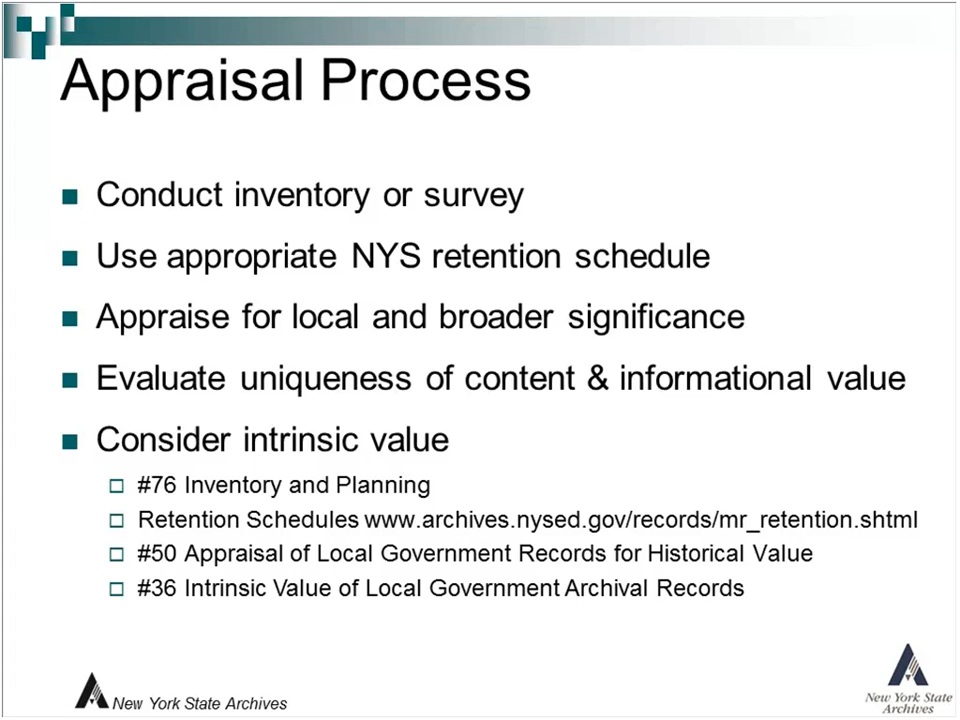 Appraisal Process
Conduct inventory or survey
Use appropriate NYS retention schedule
Appraise for local and broader significance
Evaluate uniqueness of content & informational value
Consider intrinsic value
#76 Inventory and Planning
Retention Schedules www.archives.nysed.gov/records/mr_retention.shtml
#50 Appraisal of Local Government Records for Historical Value
#36 Intrinsic Value of Local Government Archival Records
New York State Archives
New York State
Archives